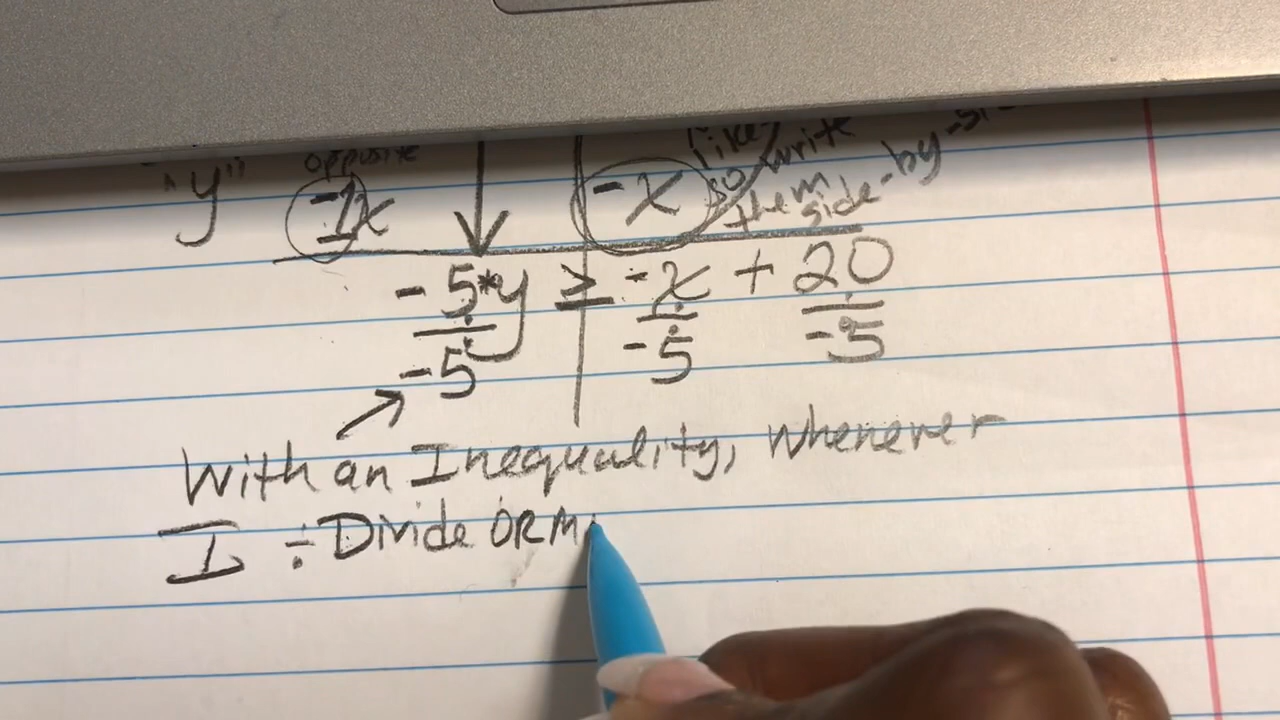 "y" opposite like
-1x -x so write
them
side-by-side
-5*y ≥ -x + 20
-5 -5 -5
With an Inequality, Whenever
I ÷ Divide OR M